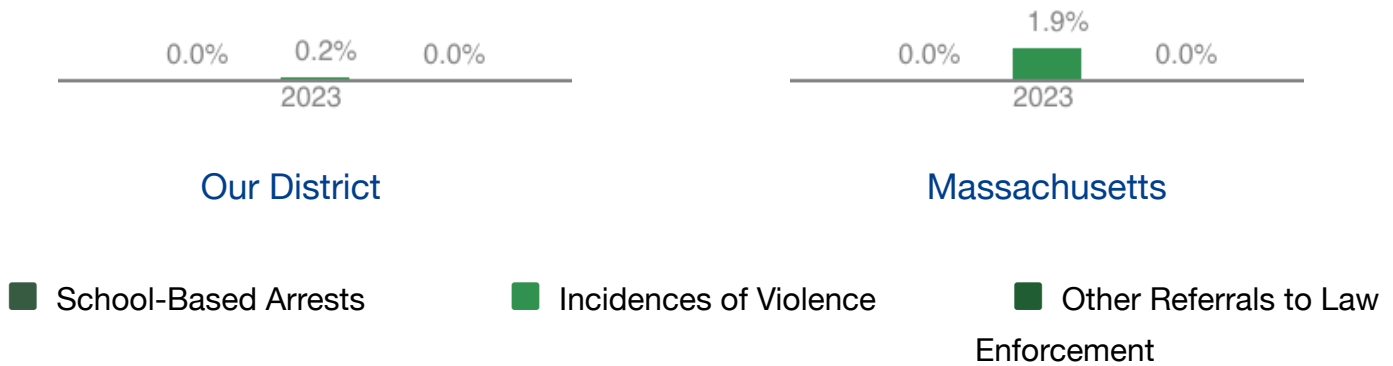 0.0% 0.2% 0.0%
2023
Our District
1.9%
0.0% 0.0%
2023
Massachusetts
School-Based Arrests
Incidences of Violence
Other Referrals to Law
Enforcement